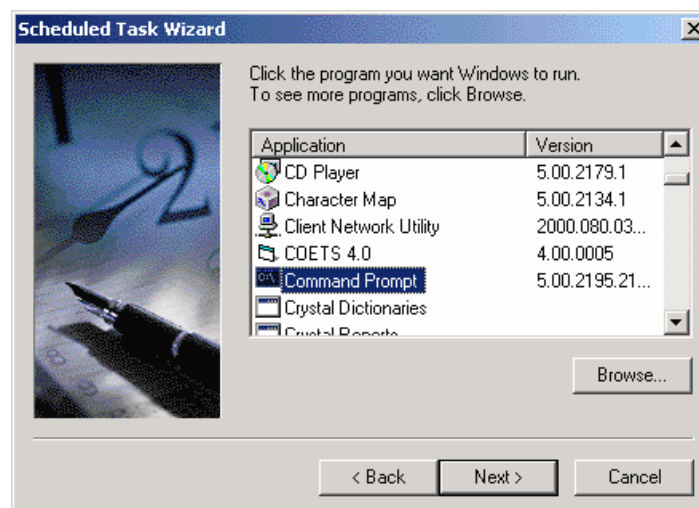 Scheduled Task Wizard
Click the program you want Windows to run.
To see more programs, click Browse.
Application Version
CD Player 5.00.2179.1
Character Map 5.00.2134.1
Client Network Utility 2000.080.03...
COETS 4.0 4.00.0005
Command Prompt 5.00.2195.21...
Crystal Dictionaries
Crystal Reports
Browse...
< Back Next > Cancel